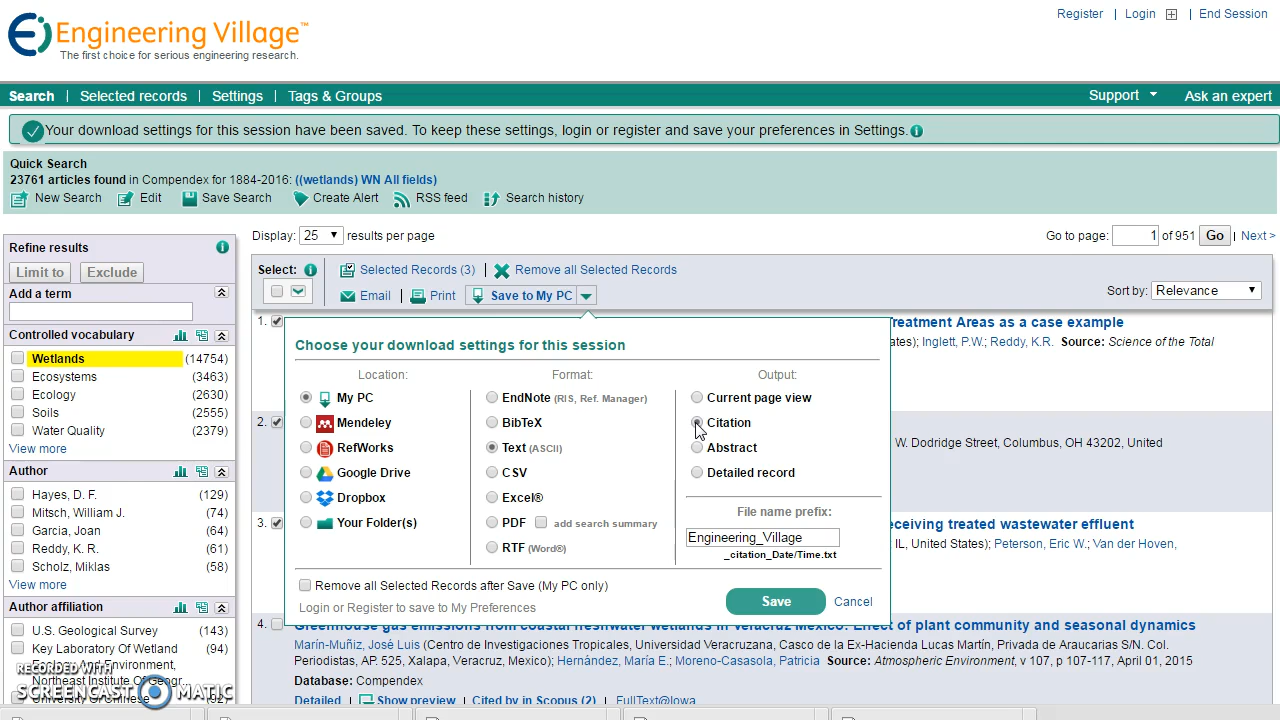 Register | Login | End Session
Engineering Village™
The first choice for serious engineering research.
Search | Selected records | Settings | Tags & Groups
Support
Ask an expert
Your download settings for this session have been saved. To keep these settings, login or register and save your preferences in Settings.
Quick Search
23761 articles found in Compendex for 1884-2016: ((wetlands) WN All fields)
New Search Edit Save Search Create Alert RSS feed Search history
Refine results
Limit to Exclude
Add a term
Controlled vocabulary
Wetlands (14754)
Ecosystems (3463)
Ecology (2630)
Soils (2555)
Water Quality (2379)
View more
Author
Hayes, D. F. (129)
Mitsch, William J. (74)
Garcia, Joan (64)
Reddy, K. R. (61)
Scholz, Miklas (58)
View more
Author affiliation
U.S. Geological Survey (143)
Key Laboratory Of Wetland (94)
RECORDED WITH
SCREENCAST MATIC
Display: 25 results per page
Go to page: 1 of 951 Go | Next >
Select:
Selected Records (3) | Remove all Selected Records
Email | Print Save to My PC
Sort by: Relevance
1.
reatment Areas as a case example
tates); Inglett, P.W.; Reddy, K.R. Source: Science of the Total
2.
W. Dodridge Street, Columbus, OH 43202, United
3.
eceiving treated wastewater effluent
IL, United States); Peterson, Eric W.; Van der Hoven,
Choose your download settings for this session
Location:
My PC
Mendeley
RefWorks
Google Drive
Dropbox
Your Folder(s)
Format:
EndNote (RIS, Ref. Manager)
BibTeX
Text (ASCII)
CSV
Excel®
PDF add search summary
RTF (Word®)
Output:
Current page view
Citation
Abstract
Detailed record
File name prefix:
Engineering_Village
_citation_Date/Time.txt
Remove all Selected Records after Save (My PC only)
Login or Register to save to My Preferences
Save Cancel
4. Greenhouse gas emissions from coastal freshwater wetlands in Veracruz Mexico: Effect of plant community and seasonal dynamics
Marín-Muñiz, José Luis (Centro de Investigaciones Tropicales, Universidad Veracruzana, Casco de la Ex-Hacienda Lucas Martín, Privada de Araucarias S/N. Col.
Periodistas, AP. 525, Xalapa, Veracruz, Mexico); Hernández, María E.; Moreno-Casasola, Patricia Source: Atmospheric Environment, v 107, p 107-117, April 01, 2015
Database: Compendex
Detailed Show preview | Cited by in Scopus (2) | FullText@Iowa